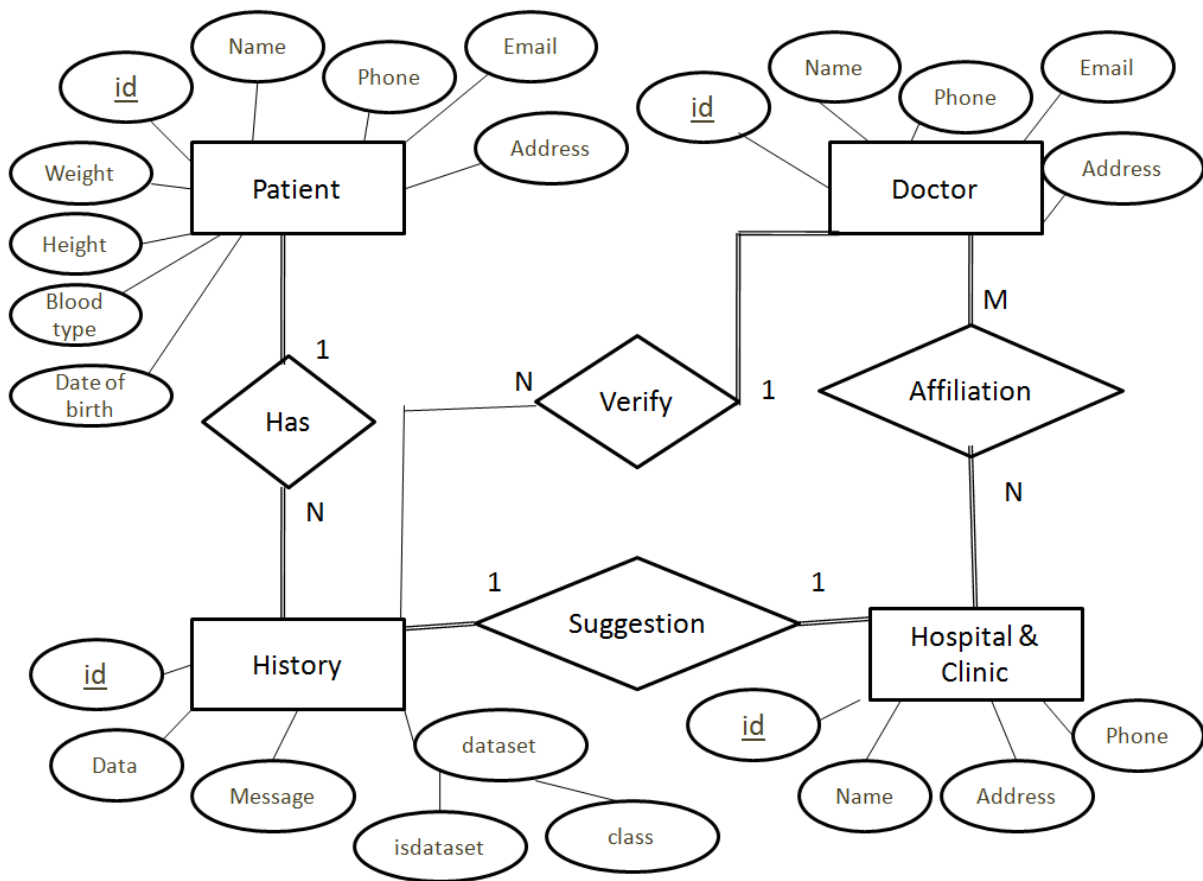 Name
Email
id
Phone
Address
Weight
Patient
Height
Blood
type
Date of
birth
Name
Email
id
Phone
Address
Doctor
1
Has
N
N
Verify
1
M
Affiliation
N
1
Suggestion
1
History
id
Data
Message
dataset
isdataset
class
Hospital &
Clinic
id
Name
Address
Phone